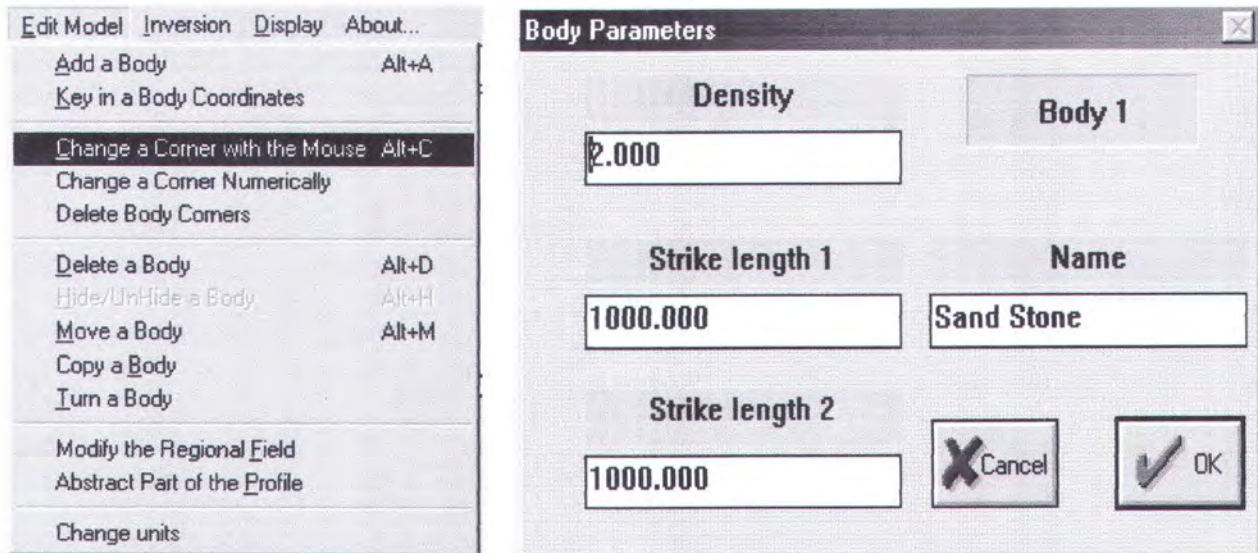 Edit Model Inversion Display About...
Add a Body Alt+A
Key in a Body Coordinates
Change a Corner with the Mouse Alt+C
Change a Corner Numerically
Delete Body Corners
Delete a Body Alt+D
Hide/UnHide a Body Alt+H
Move a Body Alt+M
Copy a Body
Turn a Body
Modify the Regional Field
Abstract Part of the Profile
Change units
Body Parameters
Density
Body 1
2.000
Strike length 1
Name
1000.000
Sand Stone
Strike length 2
1000.000
Cancel
OK